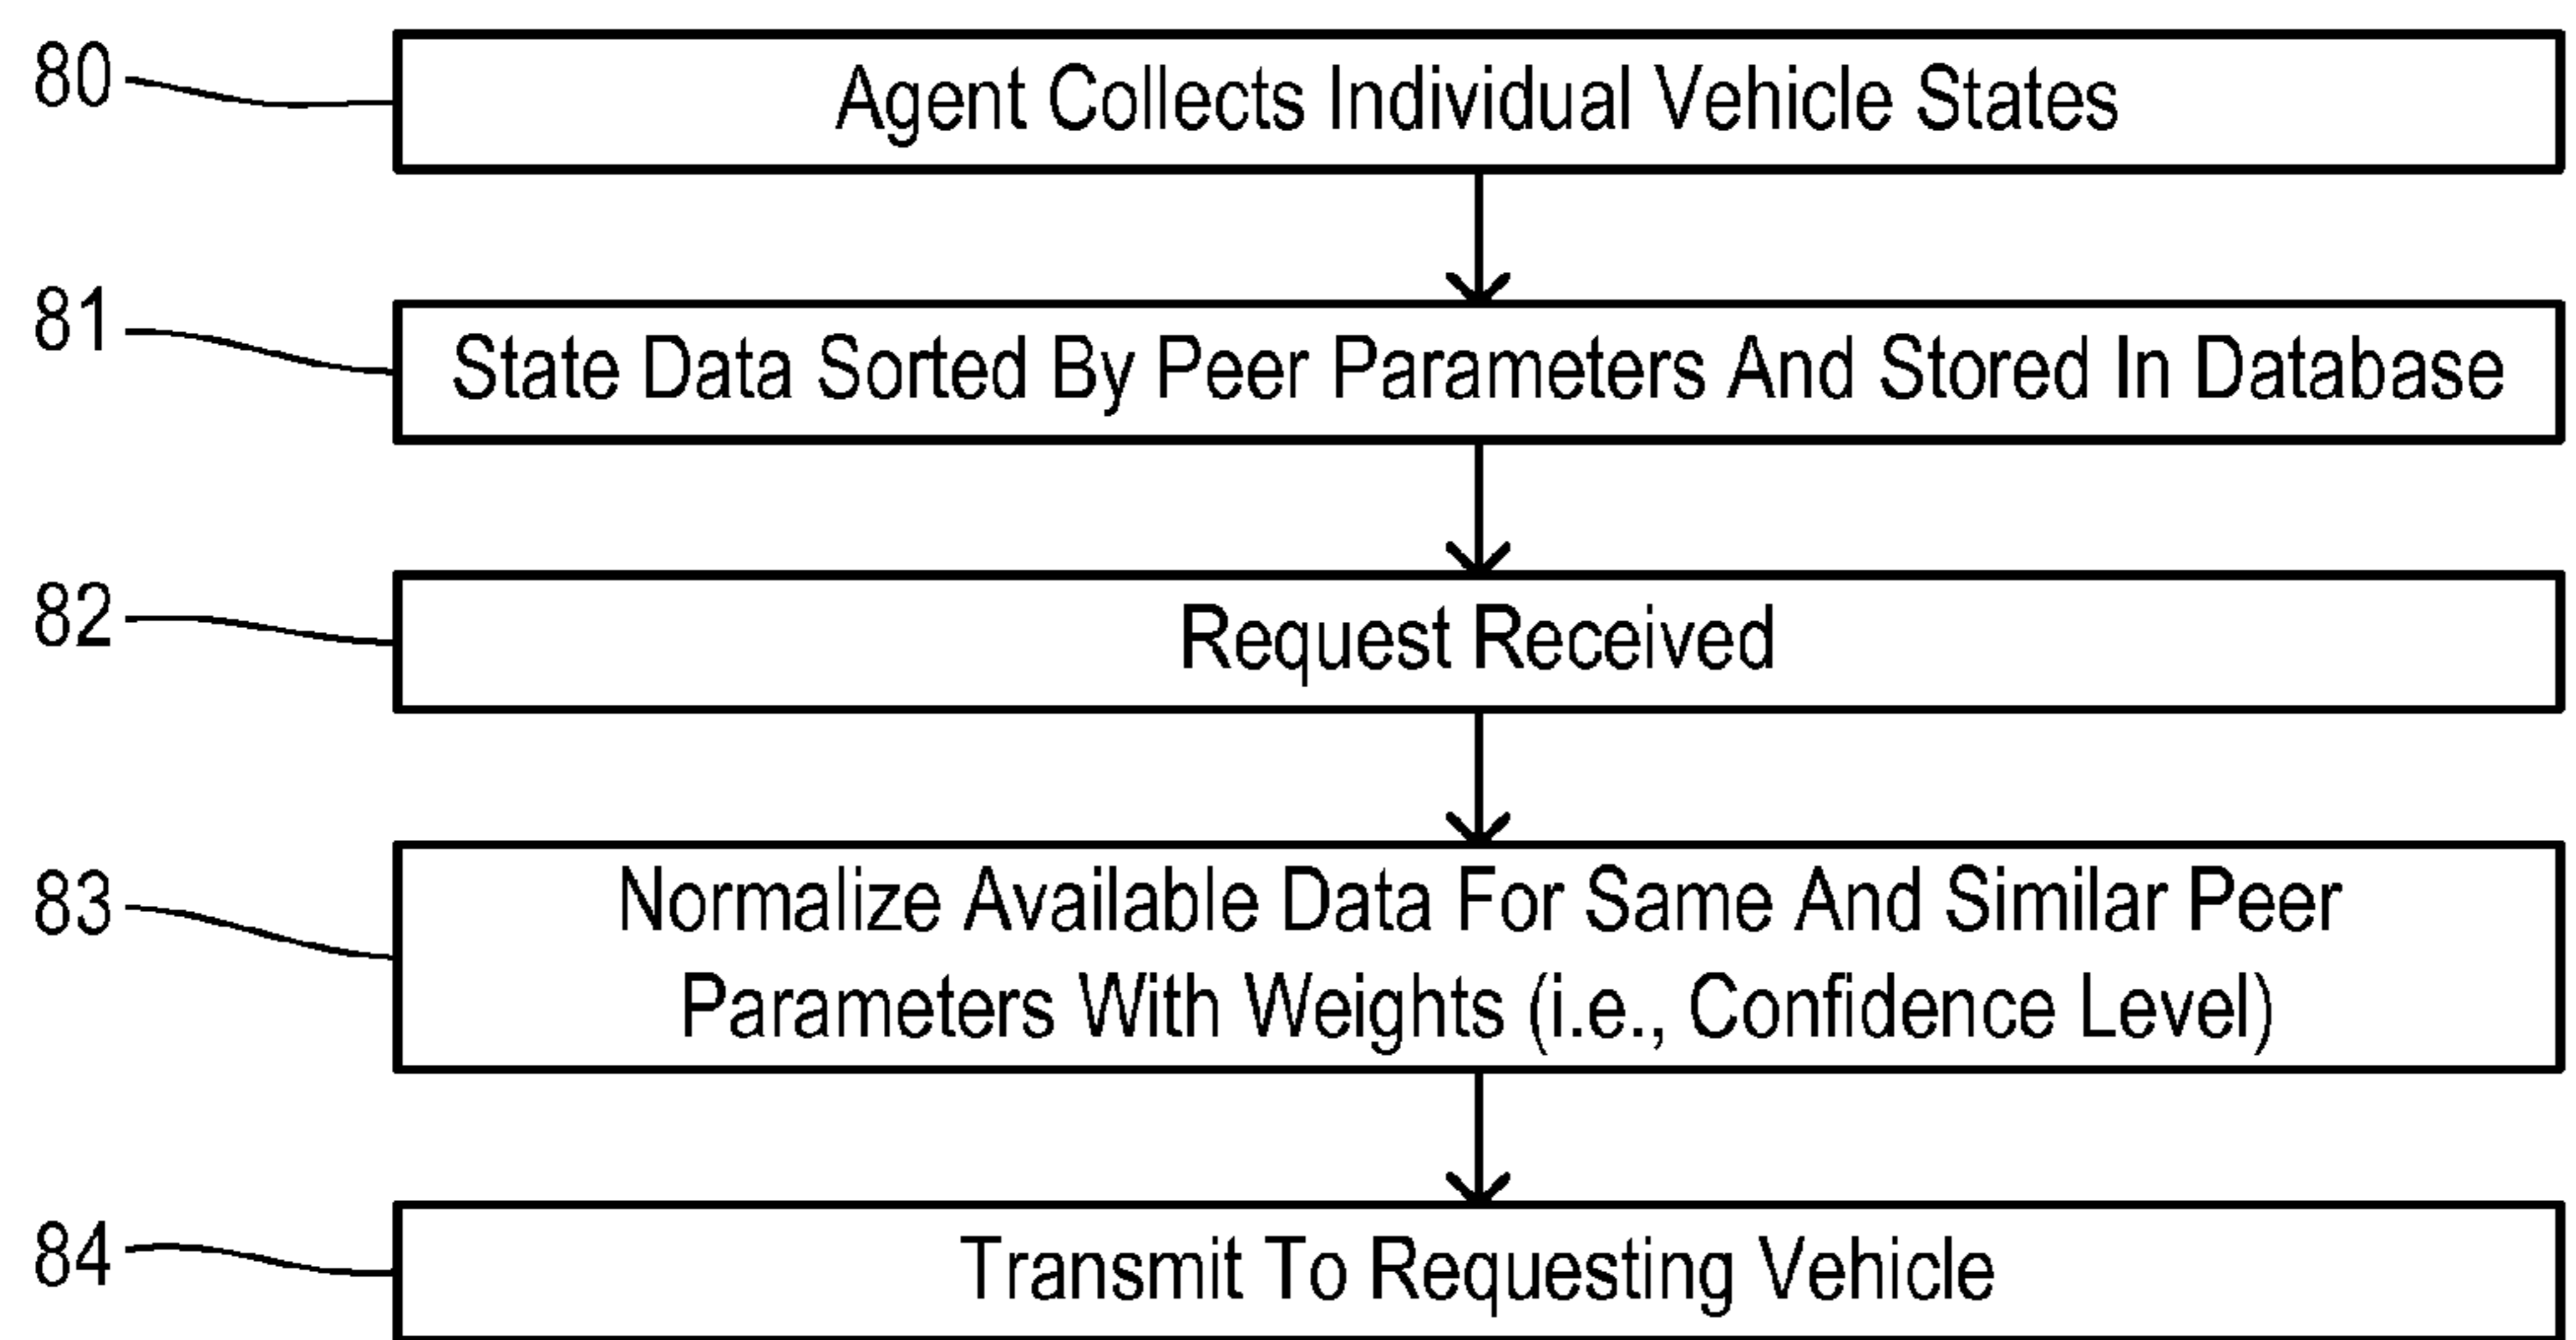 80
Agent Collects Individual Vehicle States
81
State Data Sorted By Peer Parameters And Stored In Database
82
Request Received
83
Normalize Available Data For Same And Similar Peer
Parameters With Weights (i.e., Confidence Level)
84
Transmit To Requesting Vehicle